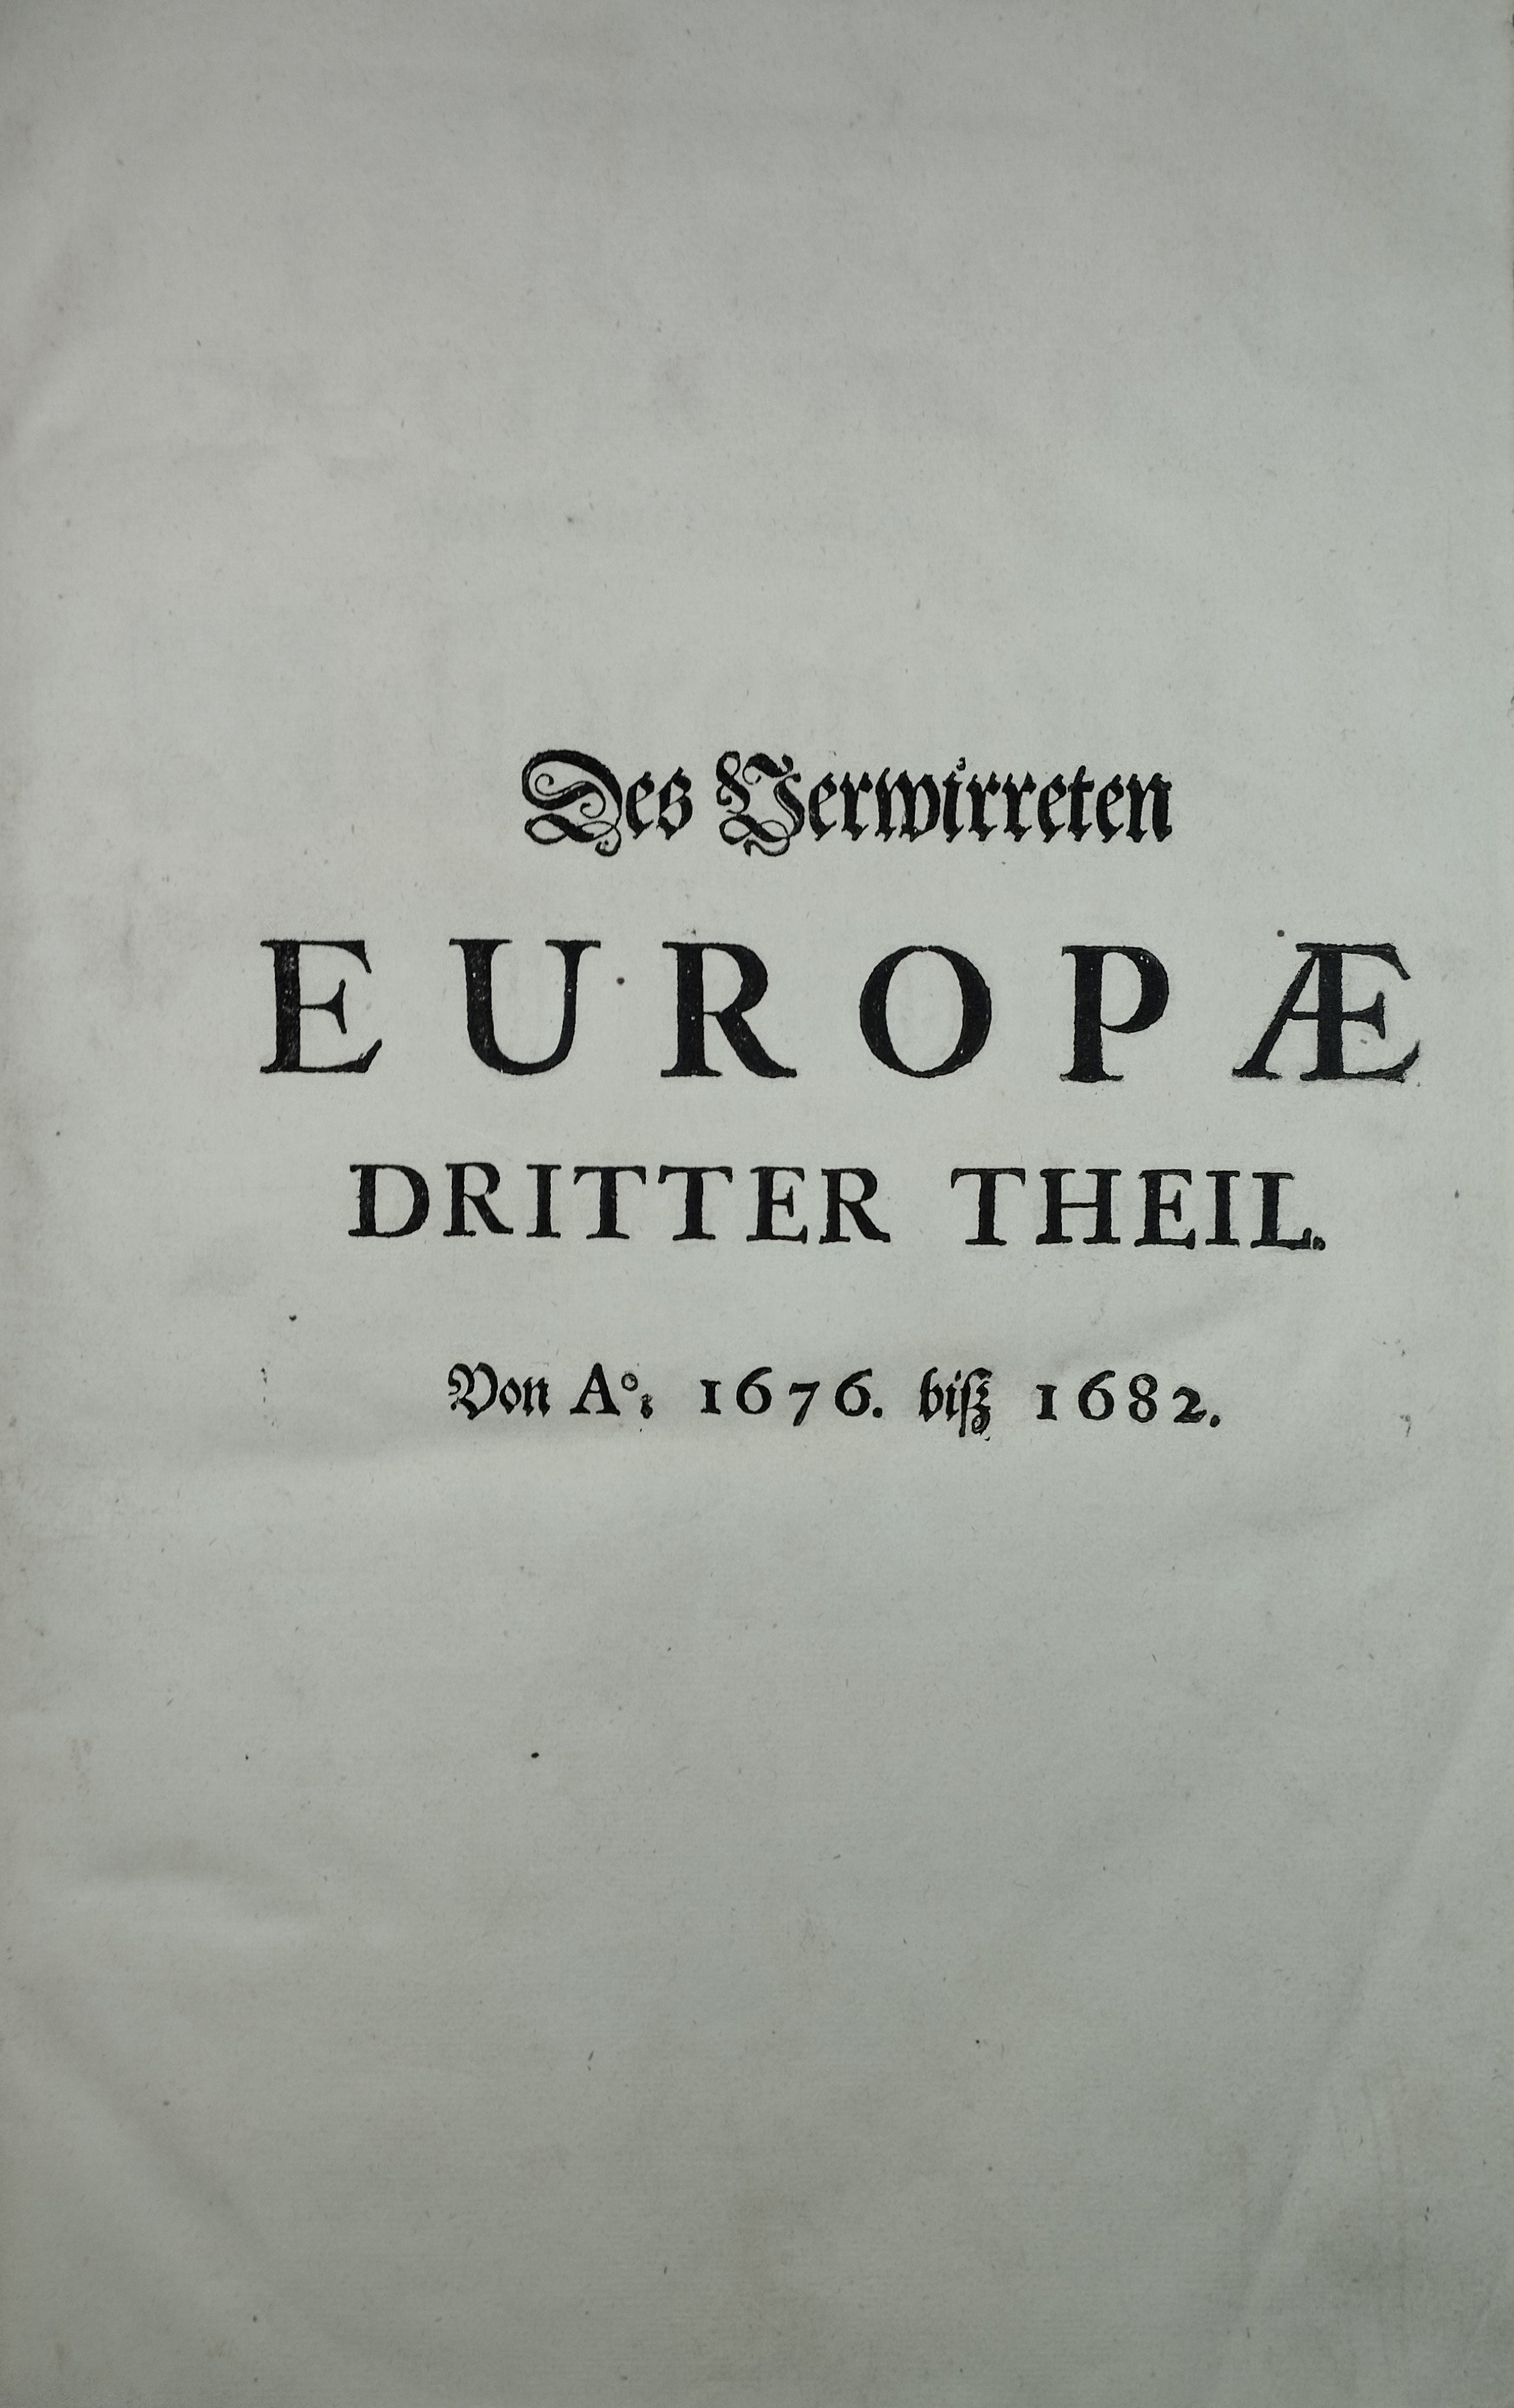 Des Verwirreten
EUROPÆ
DRITTER THEIL.
Von Aº: 1676. biß 1682.